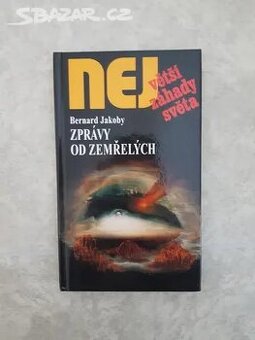 SBAZAR.CZ
NEJ
větší
záhady
světa
Bernard Jakoby
ZPRÁVY
OD ZEMŘELÝCH